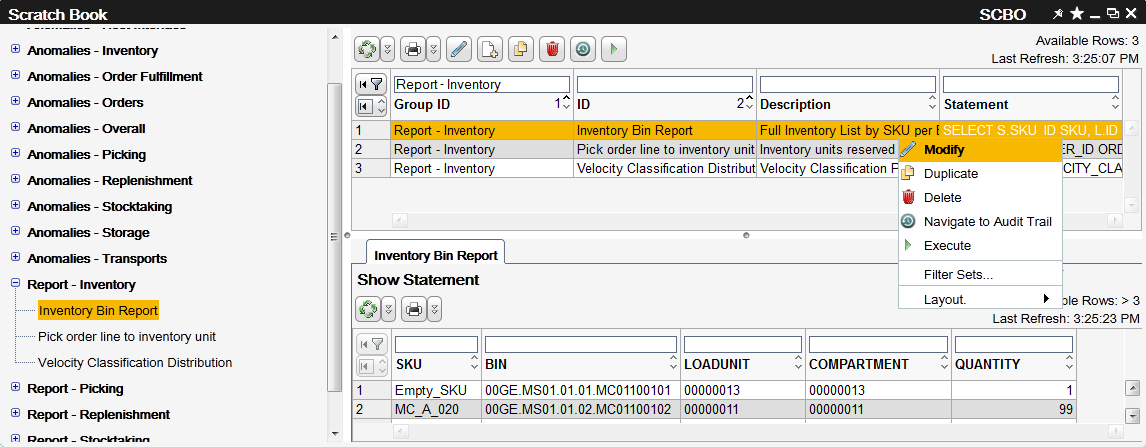 Scratch Book
SCBO
Anomalies - Inventory
Anomalies - Order Fulfillment
Anomalies - Orders
Anomalies - Overall
Anomalies - Picking
Anomalies - Replenishment
Anomalies - Stocktaking
Anomalies - Storage
Anomalies - Transports
Report - Inventory
Inventory Bin Report
Pick order line to inventory unit
Velocity Classification Distribution
Report - Picking
Report - Replenishment
Report - Stocktaking
Available Rows: 3
Last Refresh: 3:25:07 PM
Report - Inventory
Group ID 1 ID 2 Description Statement
1 Report - Inventory Inventory Bin Report Full Inventory List by SKU per SELECT S.SKU_ID SKU, L.ID
2 Report - Inventory Pick order line to inventory unit Inventory units reserved ER_ID ORD
3 Report - Inventory Velocity Classification Distribut Velocity Classification CITY_CLA
Modify
Duplicate
Delete
Navigate to Audit Trail
Execute
Filter Sets...
Layout.
Inventory Bin Report
Show Statement
ble Rows: > 3
Last Refresh: 3:25:23 PM
SKU BIN LOADUNIT COMPARTMENT QUANTITY
1 Empty_SKU 00GE.MS01.01.01.MC01100101 00000013 00000013 1
2 MC_A_020 00GE.MS01.01.02.MC01100102 00000011 00000011 99